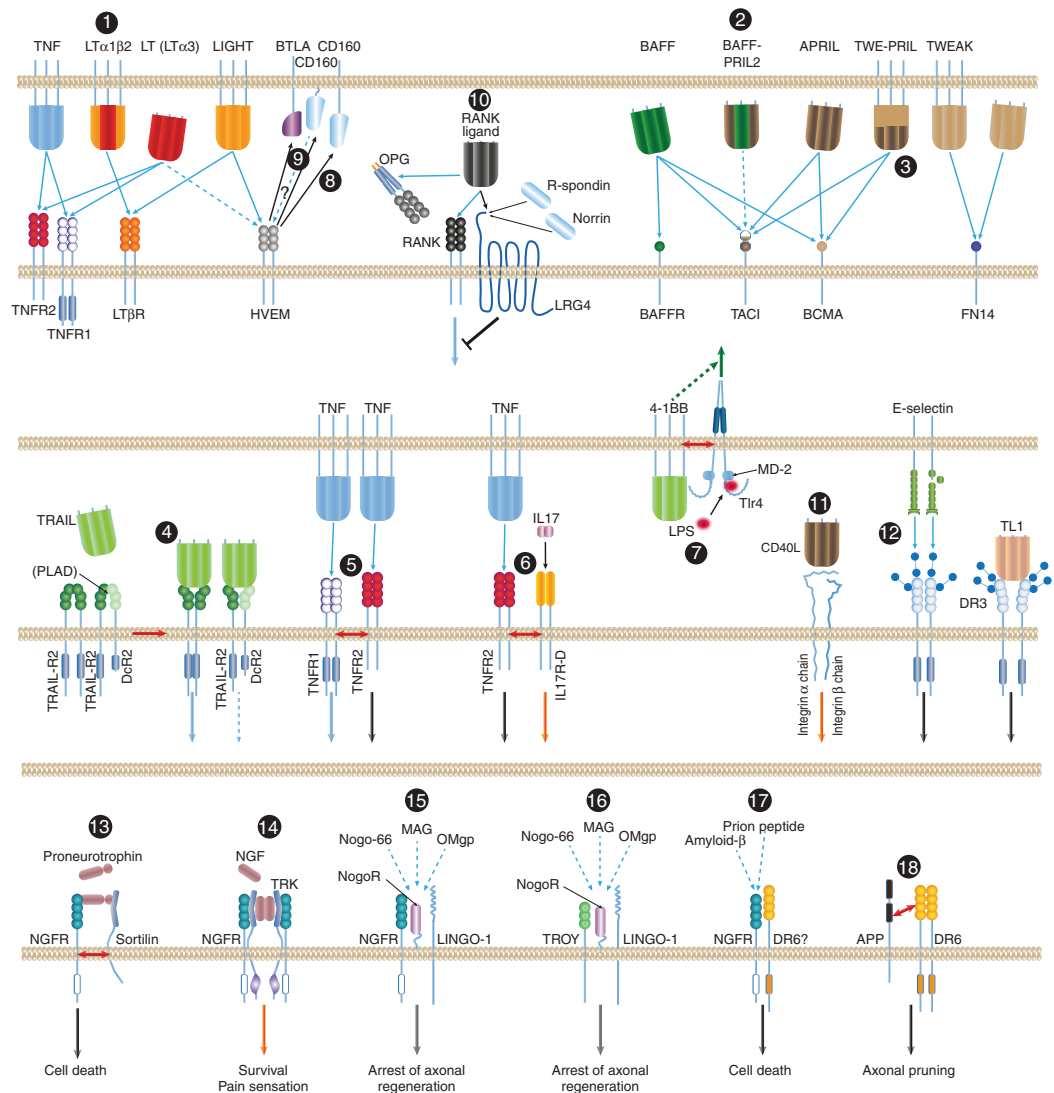 1
2
TNF
LTα1β2
LT (LTα3)
LIGHT
BTLA CD160
CD160
BAFF
BAFF-
PRIL2
APRIL
TWE-PRIL
TWEAK
10
RANK
ligand
OPG
9
?
8
R-spondin
Norrin
RANK
3
LRG4
TNFR2
TNFR1
LTβR
HVEM
BAFFR
TACI
BCMA
FN14
TNF
TNF
TNF
4-1BB
E-selectin
MD-2
Tlr4
LPS
7
TRAIL
(PLAD)
4
5
IL17
6
11
CD40L
12
TL1
DR3
TRAIL-R2
TRAIL-R2
DcR2
TRAIL-R2
DcR2
TNFR1
TNFR2
TNFR2
IL17R-D
Integrin α chain
Integrin β chain
13
Proneurotrophin
NGFR
Sortilin
Cell death
14
NGF
TRK
NGFR
Survival
Pain sensation
15
Nogo-66
MAG
OMgp
NogoR
NGFR
LINGO-1
Arrest of axonal
regeneration
16
Nogo-66
MAG
OMgp
NogoR
TROY
LINGO-1
Arrest of axonal
regeneration
17
Prion peptide
Amyloid-β
NGFR
DR6?
Cell death
18
APP
DR6
Axonal pruning